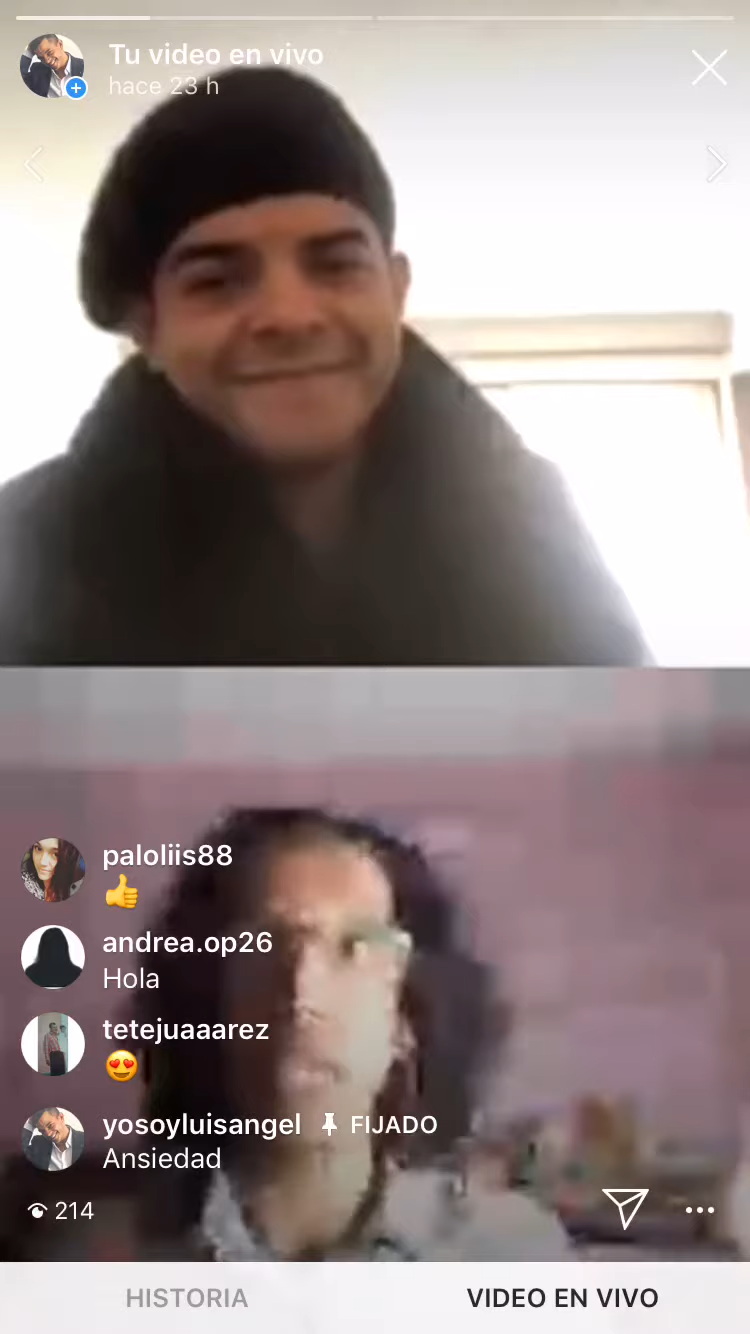 Tu video en vivo
hace 23 h
paloliis88
👍
andrea.op26
Hola
tetejuaaarez
😍
yosoyluisangel FIJADO
Ansiedad
214
HISTORIA VIDEO EN VIVO